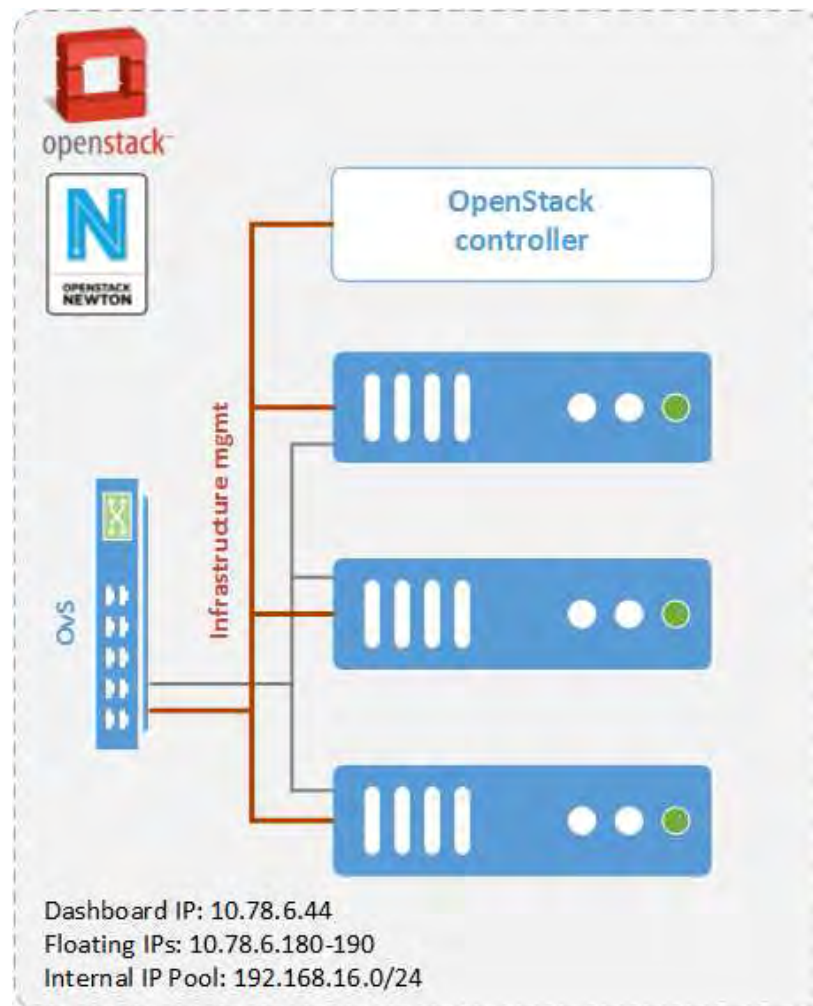 openstack™
OPENSTACK
NEWTON
OpenStack
controller
Infrastructure mgmt
OvS
Dashboard IP: 10.78.6.44
Floating IPs: 10.78.6.180-190
Internal IP Pool: 192.168.16.0/24